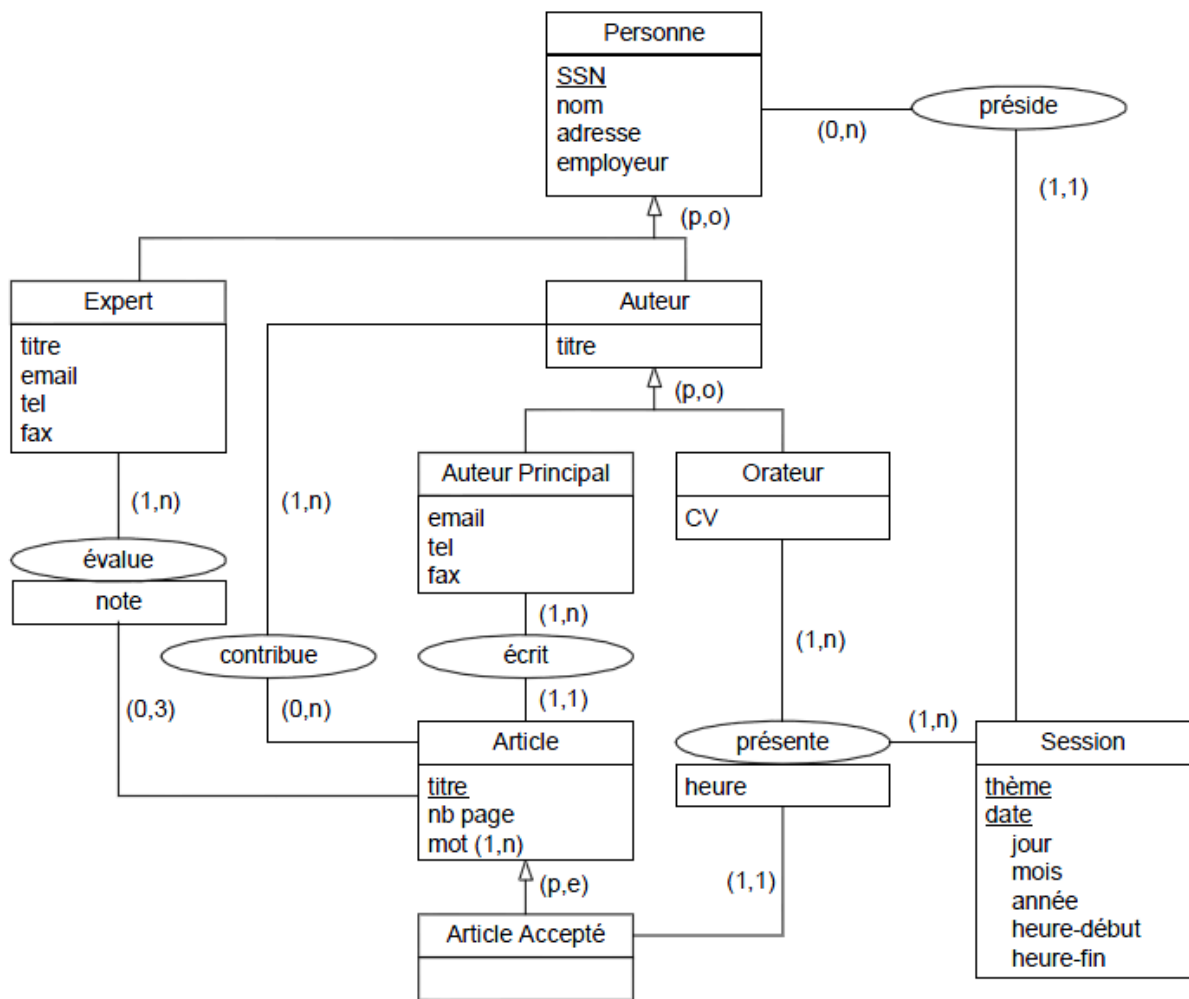 Personne
SSN
nom
adresse
employeur
préside
(0,n)
(1,1)
(p,o)
Expert
titre
email
tel
fax
Auteur
titre
(p,o)
(1,n)
(1,n)
Auteur Principal
email
tel
fax
Orateur
CV
évalue
note
(1,n)
(1,n)
contribue
écrit
(0,3)
(0,n)
(1,1)
(1,n)
Article
titre
nb page
mot (1,n)
présente
heure
Session
thème
date
jour
mois
année
heure-début
heure-fin
(p,e)
(1,1)
Article Accepté